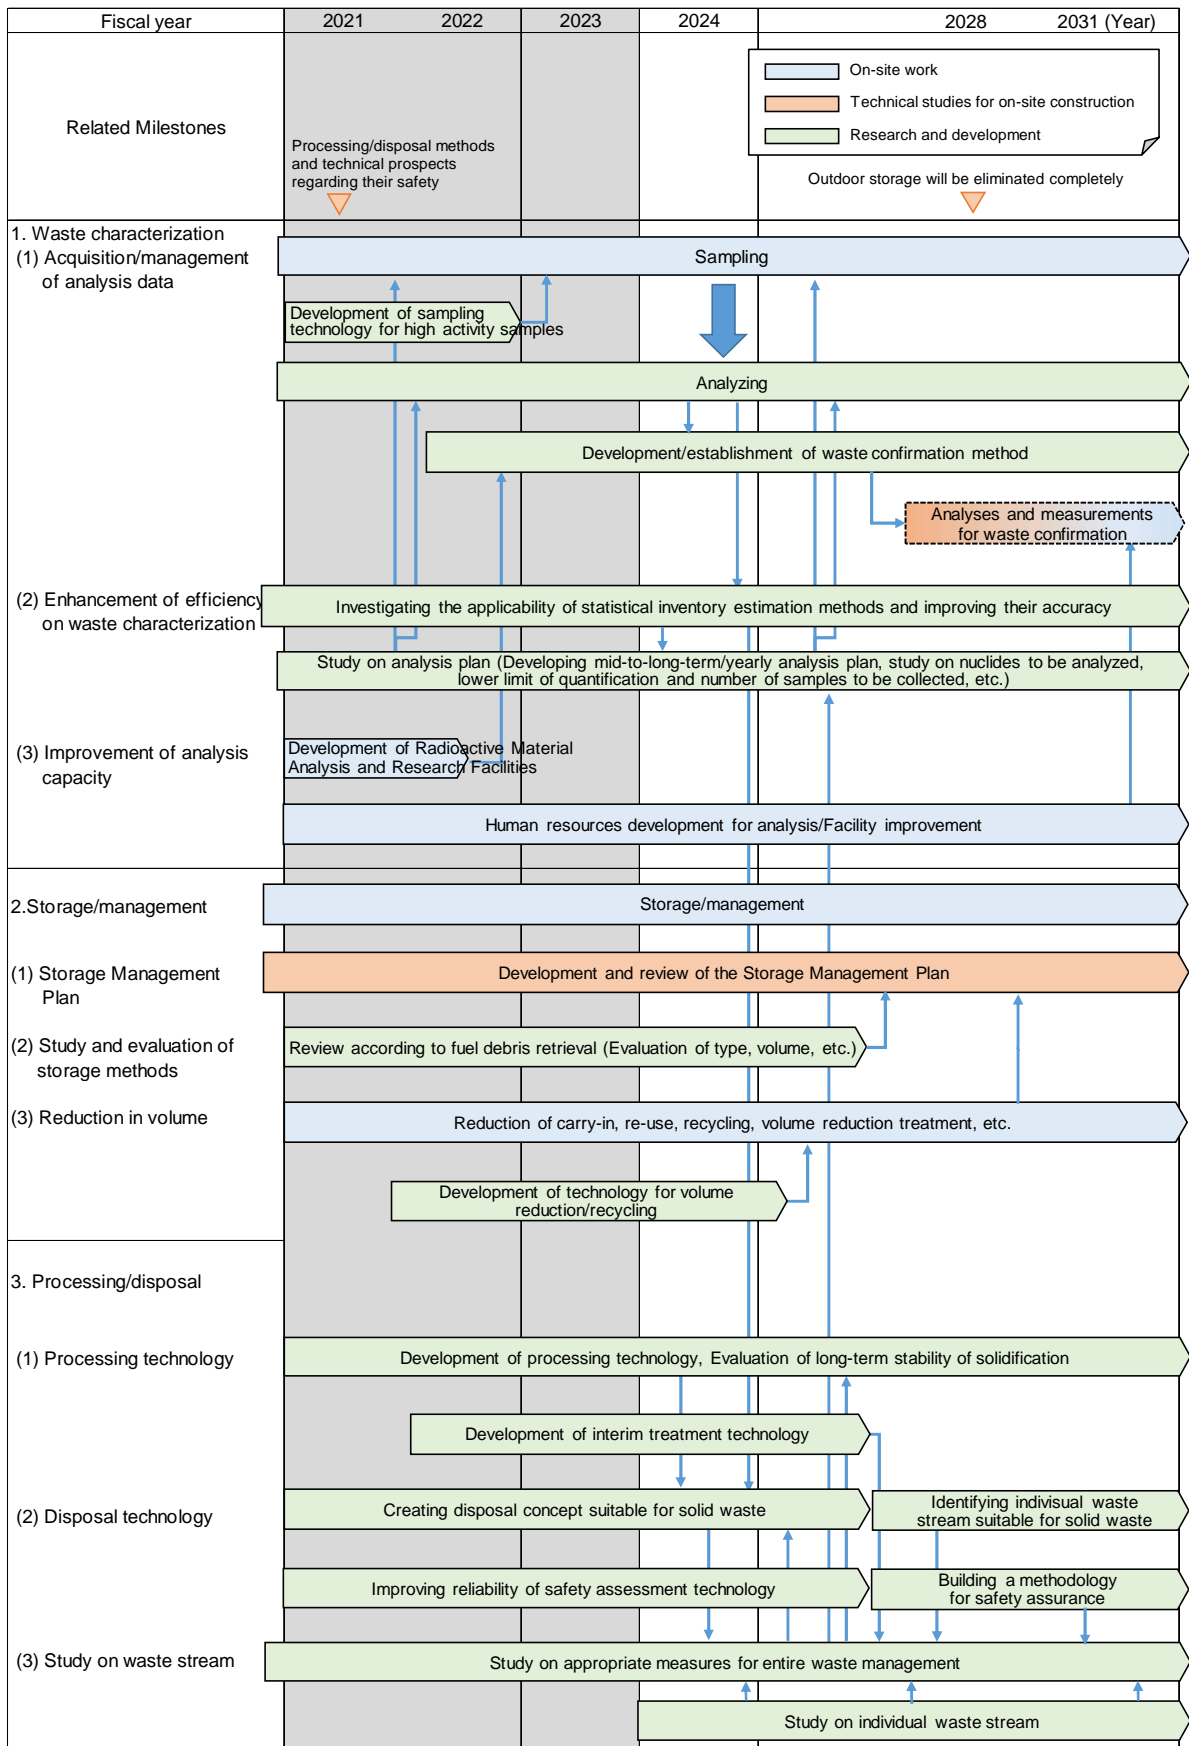 Fiscal year
2021
2022
2023
2024
2028
2031 (Year)
On-site work
Technical studies for on-site construction
Research and development
Related Milestones
Processing/disposal methods
and technical prospects
regarding their safety
Outdoor storage will be eliminated completely
1. Waste characterization
(1) Acquisition/management
of analysis data
Sampling
Development of sampling
technology for high activity samples
Analyzing
Development/establishment of waste confirmation method
Analyses and measurements
for waste confirmation
(2) Enhancement of efficiency
on waste characterization
Investigating the applicability of statistical inventory estimation methods and improving their accuracy
Study on analysis plan (Developing mid-to-long-term/yearly analysis plan, study on nuclides to be analyzed,
lower limit of quantification and number of samples to be collected, etc.)
(3) Improvement of analysis
capacity
Development of Radioactive Material
Analysis and Research Facilities
Human resources development for analysis/Facility improvement
2.Storage/management
Storage/management
(1) Storage Management
Plan
Development and review of the Storage Management Plan
(2) Study and evaluation of
storage methods
Review according to fuel debris retrieval (Evaluation of type, volume, etc.)
(3) Reduction in volume
Reduction of carry-in, re-use, recycling, volume reduction treatment, etc.
Development of technology for volume
reduction/recycling
3. Processing/disposal
(1) Processing technology
Development of processing technology, Evaluation of long-term stability of solidification
Development of interim treatment technology
(2) Disposal technology
Creating disposal concept suitable for solid waste
Identifying indivisual waste
stream suitable for solid waste
Improving reliability of safety assessment technology
Building a methodology
for safety assurance
(3) Study on waste stream
Study on appropriate measures for entire waste management
Study on individual waste stream